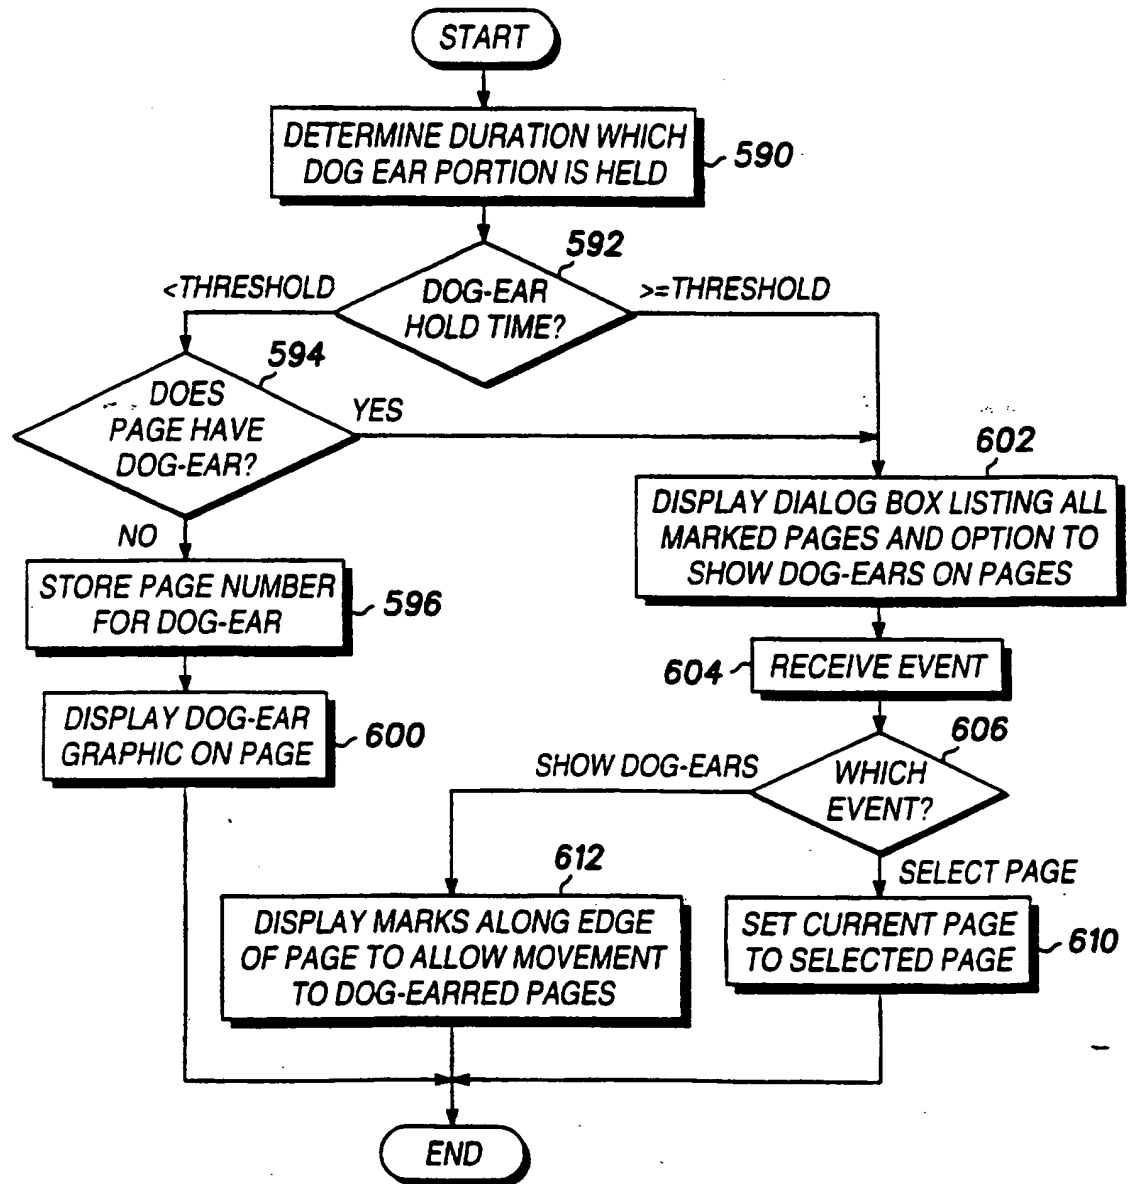 START
DETERMINE DURATION WHICH
DOG EAR PORTION IS HELD
590
592
<THRESHOLD
DOG-EAR
HOLD TIME?
>=THRESHOLD
594
DOES
PAGE HAVE
DOG-EAR?
YES
NO
602
DISPLAY DIALOG BOX LISTING ALL
MARKED PAGES AND OPTION TO
SHOW DOG-EARS ON PAGES
STORE PAGE NUMBER
FOR DOG-EAR
596
604
RECEIVE EVENT
DISPLAY DOG-EAR
GRAPHIC ON PAGE
600
606
SHOW DOG-EARS
WHICH
EVENT?
612
SELECT PAGE
DISPLAY MARKS ALONG EDGE
OF PAGE TO ALLOW MOVEMENT
TO DOG-EARRED PAGES
SET CURRENT PAGE
TO SELECTED PAGE
610
END